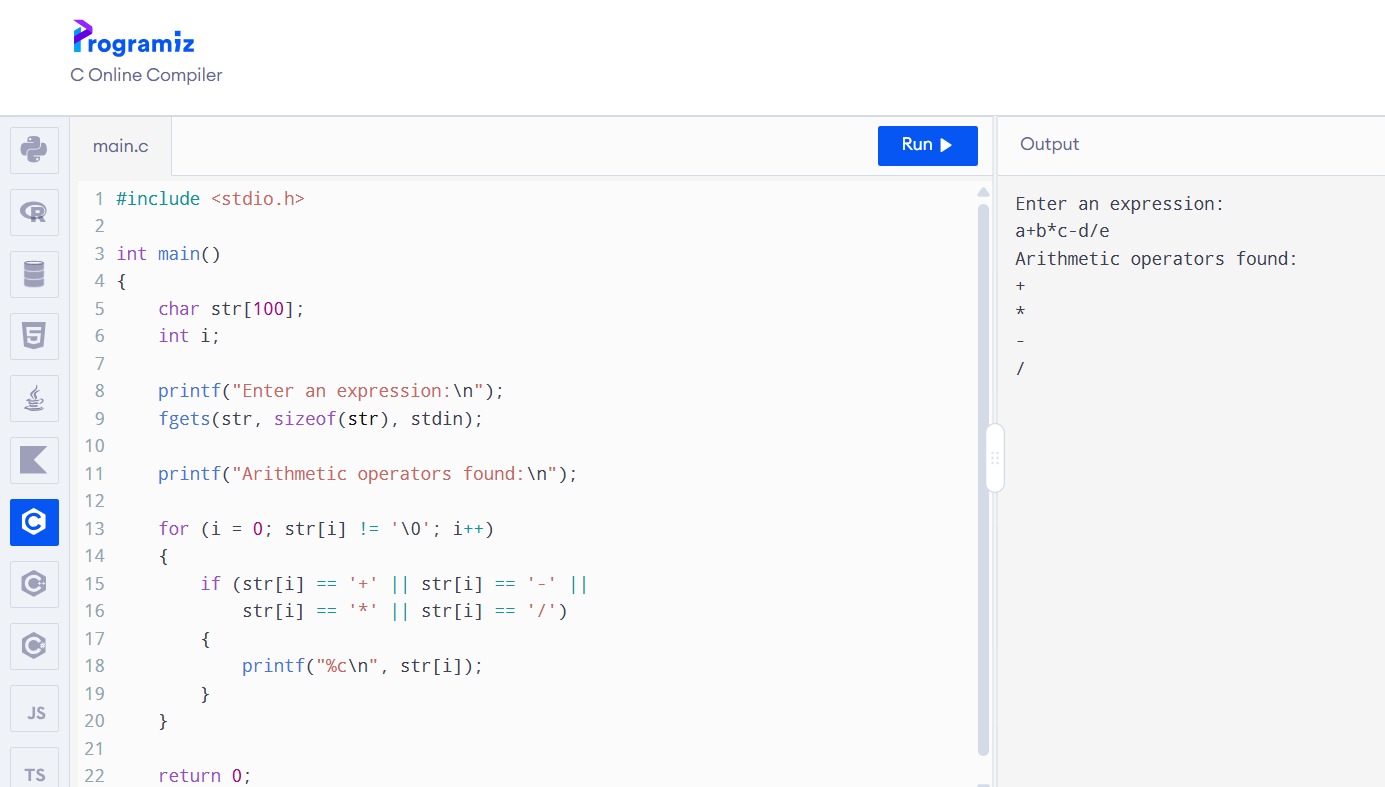 Programiz
C Online Compiler
main.c
Run
Output
1 #include <stdio.h>
2
3 int main()
4 {
5     char str[100];
6     int i;
7
8     printf("Enter an expression:\n");
9     fgets(str, sizeof(str), stdin);
10
11     printf("Arithmetic operators found:\n");
12
13     for (i = 0; str[i] != '\0'; i++)
14     {
15         if (str[i] == '+' || str[i] == '-' ||
16             str[i] == '*' || str[i] == '/')
17         {
18             printf("%c\n", str[i]);
19         }
20     }
21
22     return 0;
Enter an expression:
a+b*c-d/e
Arithmetic operators found:
+
*
-
/
R
5
C
C
C
JS
TS